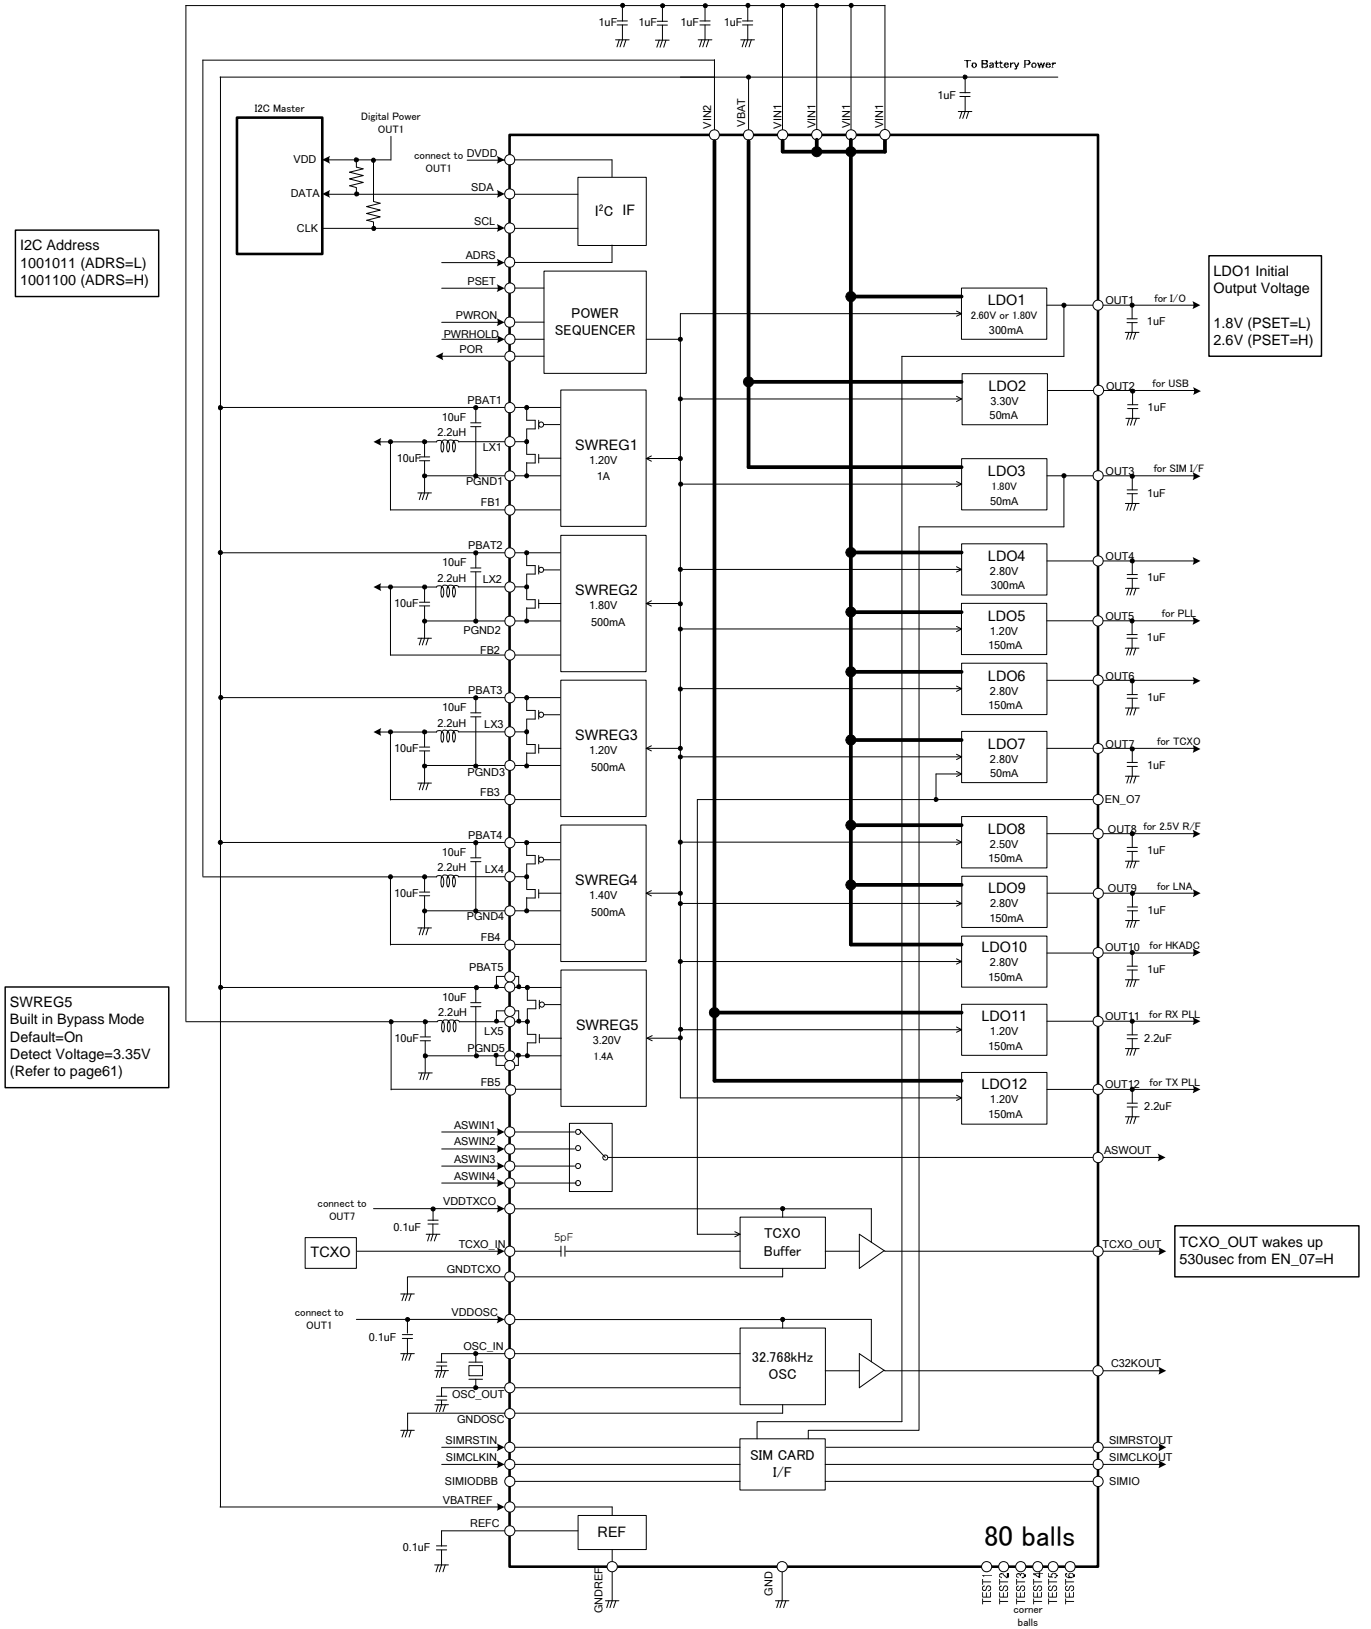 1uF
1uF
1uF
1uF
To Battery Power
1uF
VIN2
VBAT
VIN1
VIN1
VIN1
VIN1
I2C Master
Digital Power
OUT1
VDD
DATA
CLK
connect to
OUT1
DVDD
SDA
SCL
ADRS
I²C IF
I2C Address
1001011 (ADRS=L)
1001100 (ADRS=H)
PSET
PWRON
PWRHOLD
POR
POWER
SEQUENCER
LDO1
2.60V or 1.80V
300mA
OUT1
for I/O
1uF
LDO1 Initial
Output Voltage
1.8V (PSET=L)
2.6V (PSET=H)
LDO2
3.30V
50mA
OUT2
for USB
1uF
PBAT1
10uF
2.2uH
LX1
10uF
PGND1
FB1
SWREG1
1.20V
1A
LDO3
1.80V
50mA
OUT3
for SIM I/F
1uF
PBAT2
10uF
2.2uH
LX2
10uF
PGND2
FB2
SWREG2
1.80V
500mA
LDO4
2.80V
300mA
OUT4
1uF
LDO5
1.20V
150mA
OUT5
for PLL
1uF
LDO6
2.80V
150mA
OUT6
1uF
PBAT3
10uF
2.2uH
LX3
10uF
PGND3
FB3
SWREG3
1.20V
500mA
LDO7
2.80V
50mA
OUT7
for TCXO
1uF
EN_O7
PBAT4
10uF
2.2uH
LX4
10uF
PGND4
FB4
SWREG4
1.40V
500mA
LDO8
2.50V
150mA
OUT8
for 2.5V R/F
1uF
LDO9
2.80V
150mA
OUT9
for LNA
1uF
LDO10
2.80V
150mA
OUT10
for HKADC
1uF
SWREG5
Built in Bypass Mode
Default=On
Detect Voltage=3.35V
(Refer to page61)
PBAT5
10uF
2.2uH
LX5
10uF
PGND5
FB5
SWREG5
3.20V
1.4A
LDO11
1.20V
150mA
OUT11
for RX PLL
2.2uF
LDO12
1.20V
150mA
OUT12
for TX PLL
2.2uF
ASWIN1
ASWIN2
ASWIN3
ASWIN4
ASWOUT
connect to
OUT7
VDDTXCO
0.1uF
TCXO
TCXO_IN
5pF
GNDTCXO
TCXO
Buffer
TCXO_OUT
TCXO_OUT wakes up
530usec from EN_07=H
connect to
OUT1
VDDOSC
0.1uF
OSC_IN
OSC_OUT
GNDOSC
32.768kHz
OSC
C32KOUT
SIMRSTIN
SIMCLKIN
SIMIODBB
SIM CARD
I/F
SIMRSTOUT
SIMCLKOUT
SIMIO
VBATREF
REFC
0.1uF
REF
80 balls
GNDREF
GND
TEST1
TEST2
TEST3
TEST4
TEST5
TEST6
corner
balls